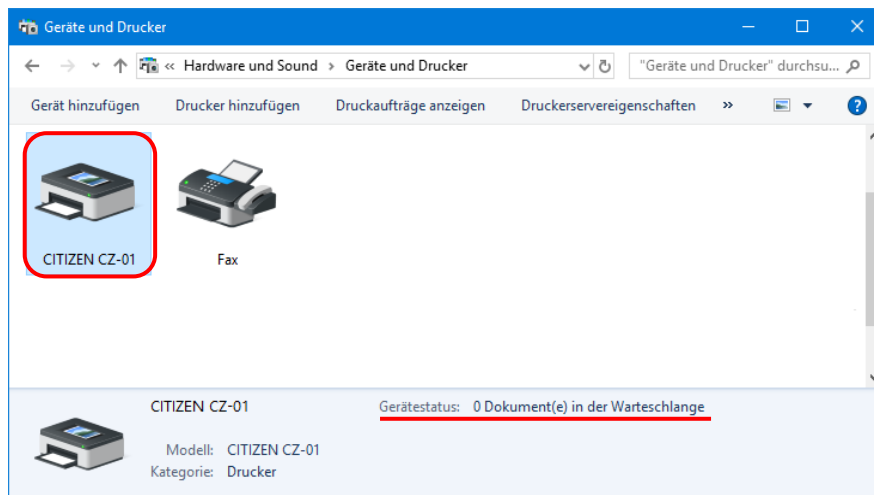 Geräte und Drucker
« Hardware und Sound › Geräte und Drucker
"Geräte und Drucker" durchsu...
Gerät hinzufügen Drucker hinzufügen Druckaufträge anzeigen Druckerservereigenschaften »
CITIZEN CZ-01 Fax
CITIZEN CZ-01 Gerätestatus: 0 Dokument(e) in der Warteschlange
Modell: CITIZEN CZ-01
Kategorie: Drucker